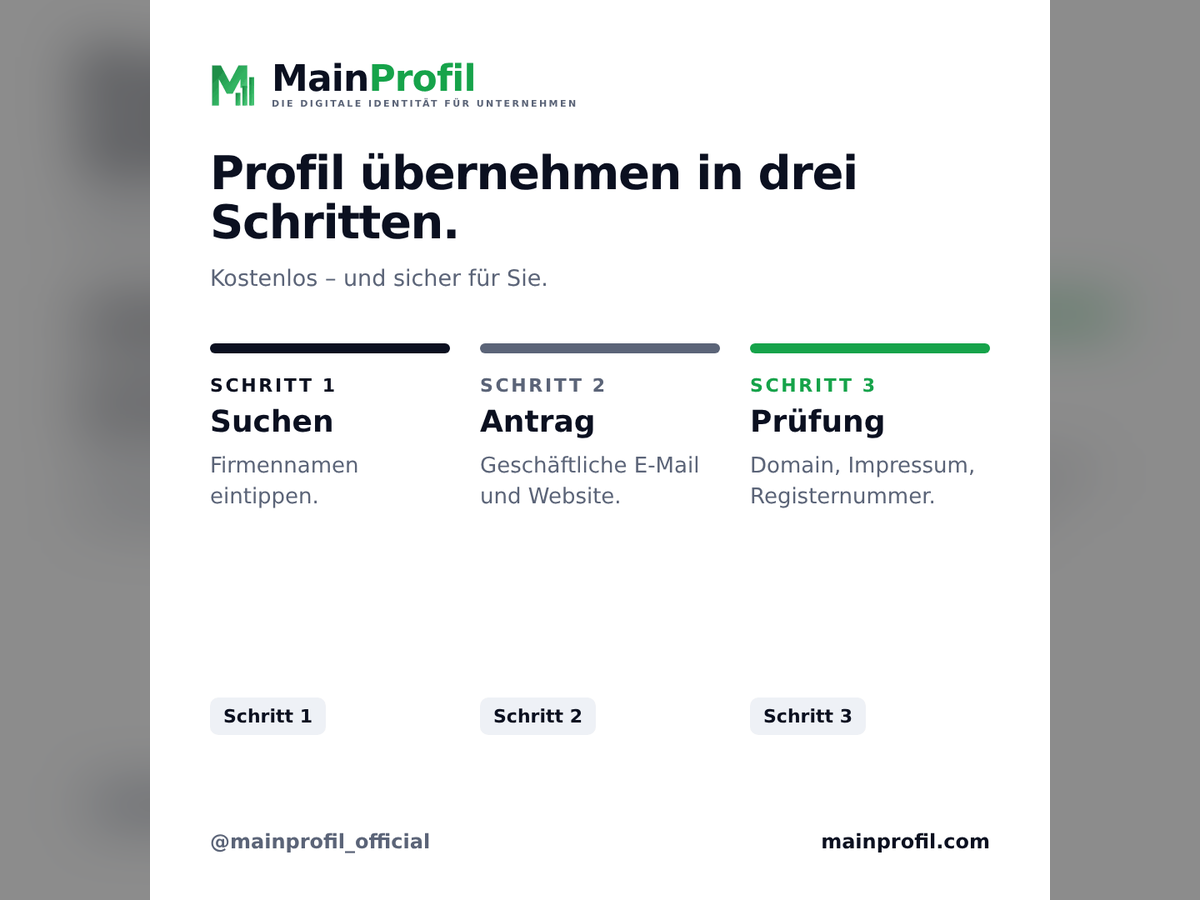 MainProfil
DIE DIGITALE IDENTITÄT FÜR UNTERNEHMEN
Profil übernehmen in drei
Schritten.
Kostenlos – und sicher für Sie.
SCHRITT 1
Suchen
Firmennamen
eintippen.
SCHRITT 2
Antrag
Geschäftliche E-Mail
und Website.
SCHRITT 3
Prüfung
Domain, Impressum,
Registernummer.
Schritt 1
Schritt 2
Schritt 3
@mainprofil_official
mainprofil.com